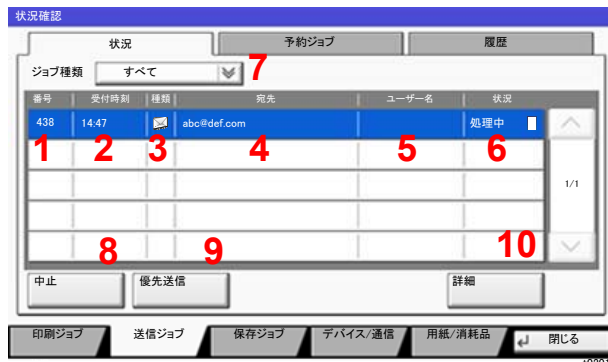 状況確認
状況 予約ジョブ 履歴
ジョブ種類 すべて 7
番号 受付時刻 種類 宛先 ユーザー名 状況
438 14:47 abc@def.com 処理中
1 2 3 4 5 6
1/1
8 9 10
中止 優先送信 詳細
印刷ジョブ 送信ジョブ 保存ジョブ デバイス/通信 用紙/消耗品 閉じる